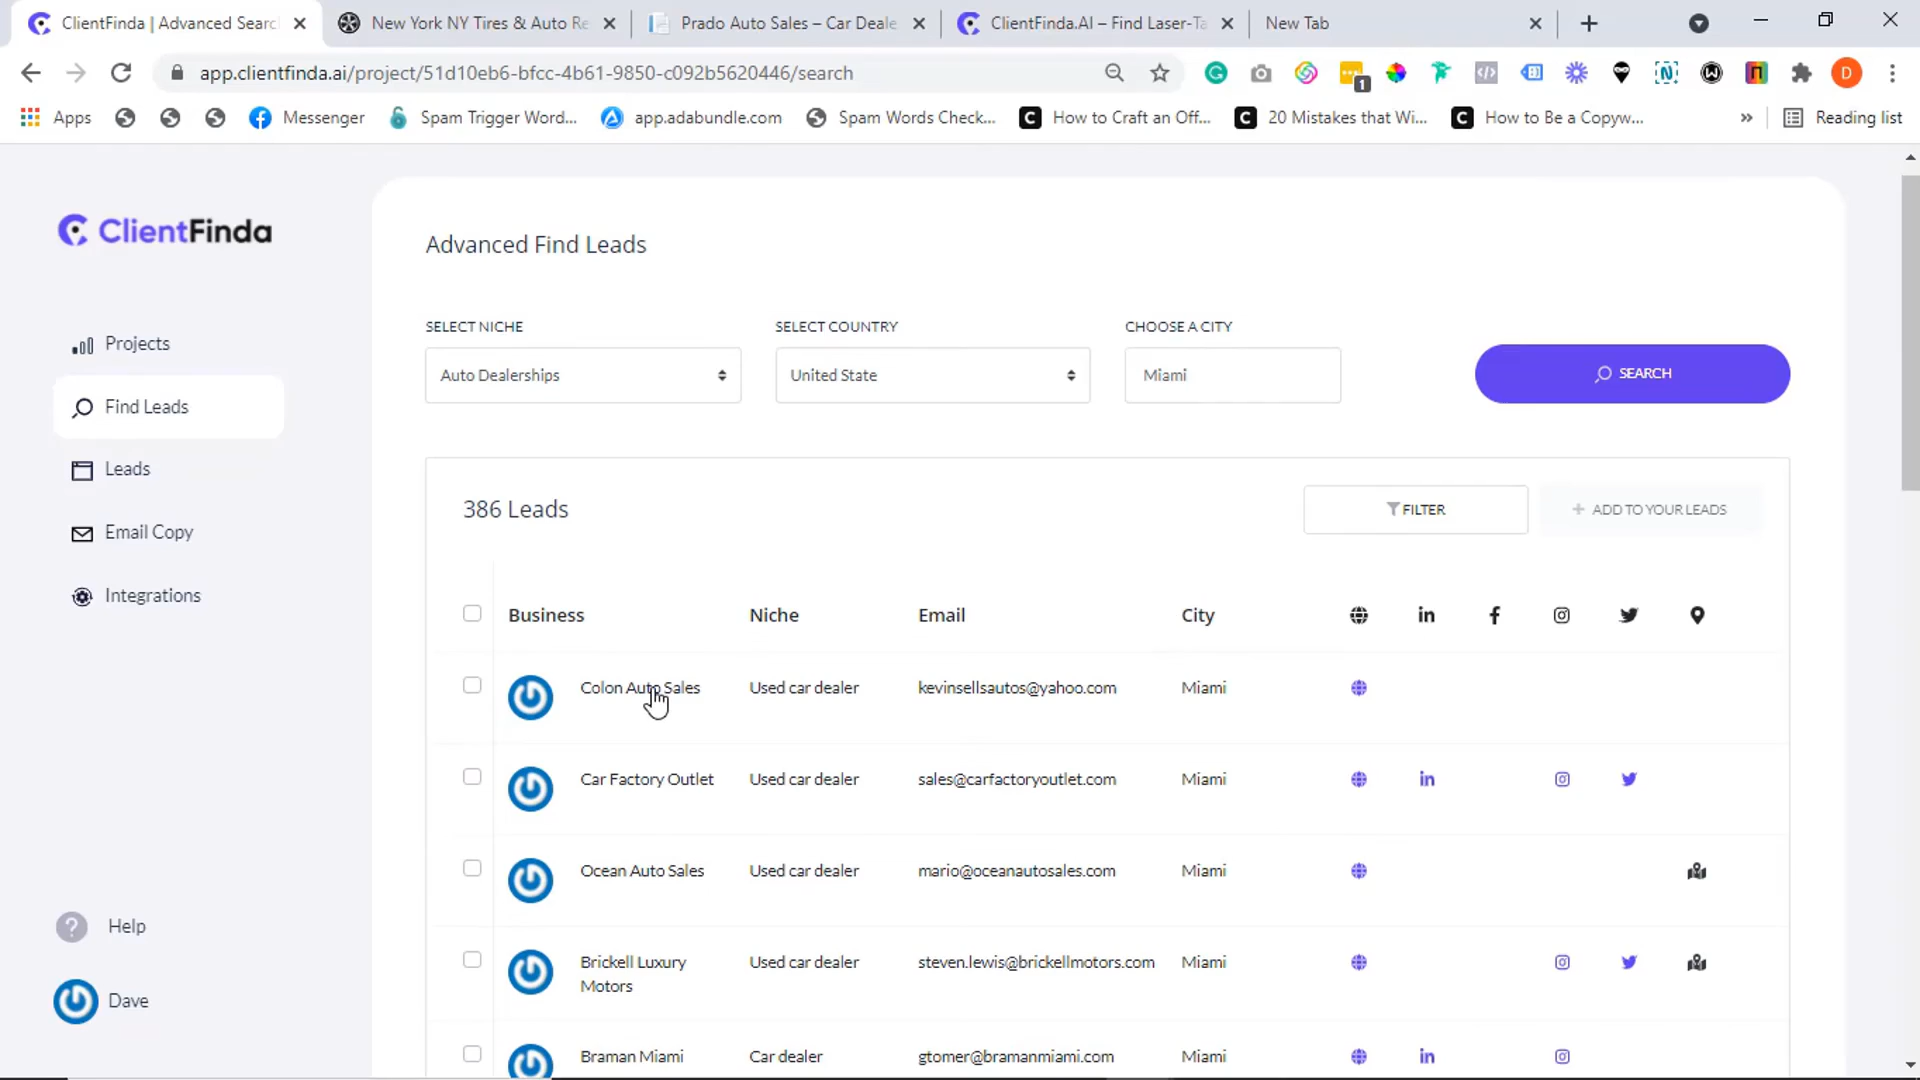 ClientFinda | Advanced Searc
New York NY Tires & Auto Re
Prado Auto Sales – Car Deale
ClientFinda.AI – Find Laser-Ta
New Tab
app.clientfinda.ai/project/51d10eb6-bfcc-4b61-9850-c092b5620446/search
1
D
Apps
Messenger
Spam Trigger Word...
app.adabundle.com
Spam Words Check...
How to Craft an Off...
20 Mistakes that Wi...
How to Be a Copyw...
»
Reading list
ClientFinda
Projects
Find Leads
Leads
Email Copy
Integrations
Help
Dave
Advanced Find Leads
SELECT NICHE
SELECT COUNTRY
CHOOSE A CITY
Auto Dealerships
United State
Miami
SEARCH
386 Leads
FILTER
+ ADD TO YOUR LEADS
Business Niche Email City
Colon Auto Sales Used car dealer kevinsellsautos@yahoo.com Miami
Car Factory Outlet Used car dealer sales@carfactoryoutlet.com Miami
Ocean Auto Sales Used car dealer mario@oceanautosales.com Miami
Brickell Luxury Used car dealer steven.lewis@brickellmotors.com Miami
Motors
Braman Miami Car dealer gtomer@bramanmiami.com Miami